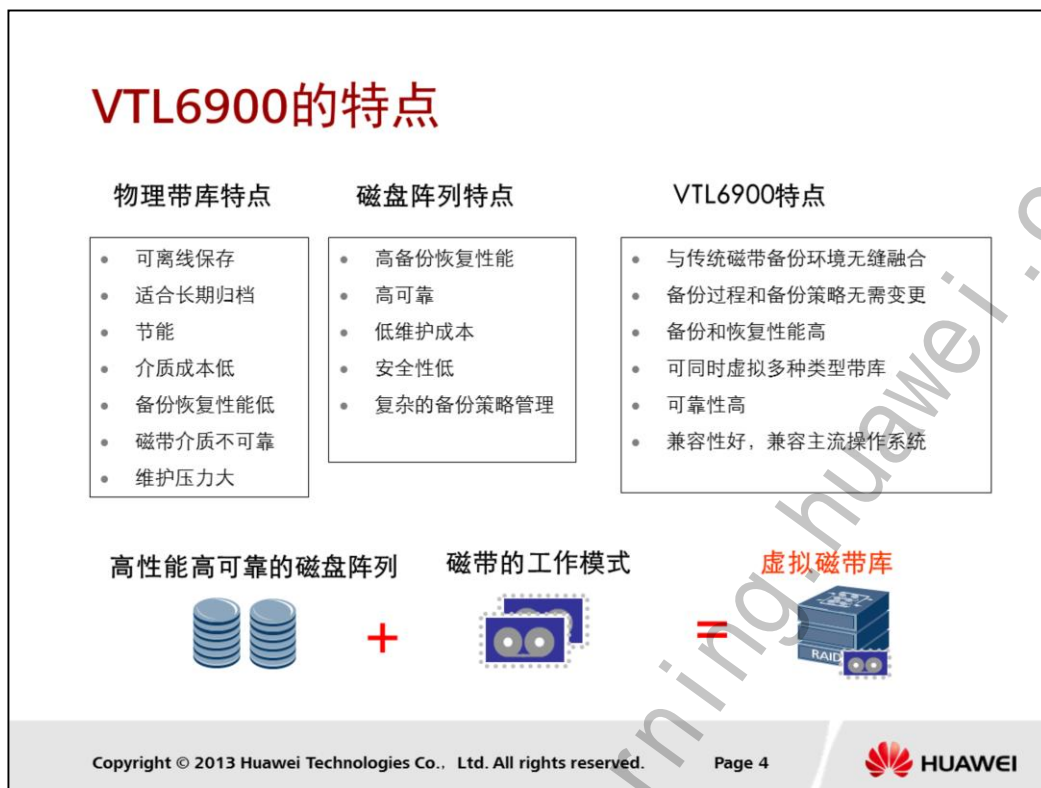 VTL6900的特点
物理带库特点
可离线保存
适合长期归档
节能
介质成本低
备份恢复性能低
磁带介质不可靠
维护压力大
磁盘阵列特点
高备份恢复性能
高可靠
低维护成本
安全性低
复杂的备份策略管理
VTL6900特点
与传统磁带备份环境无缝融合
备份过程和备份策略无需变更
备份和恢复性能高
可同时虚拟多种类型带库
可靠性高
兼容性好，兼容主流操作系统
高性能高可靠的磁盘阵列
+
磁带的工作模式
=
虚拟磁带库
RAID
Copyright © 2013 Huawei Technologies Co., Ltd. All rights reserved.
Page 4
HUAWEI
rning.huawei.c